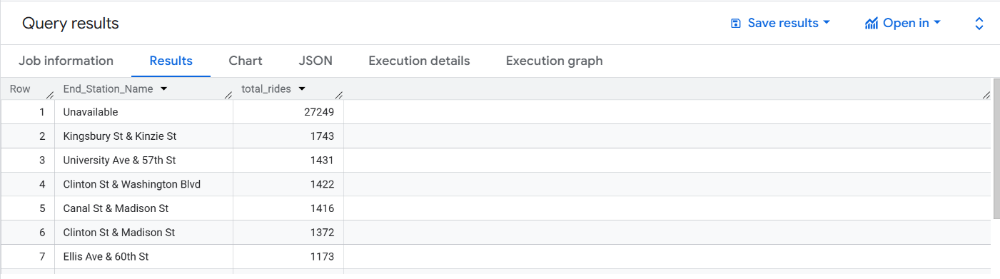 Query results Save results Open in
Job information Results Chart JSON Execution details Execution graph
Row End_Station_Name total_rides
1 Unavailable 27249
2 Kingsbury St & Kinzie St 1743
3 University Ave & 57th St 1431
4 Clinton St & Washington Blvd 1422
5 Canal St & Madison St 1416
6 Clinton St & Madison St 1372
7 Ellis Ave & 60th St 1173